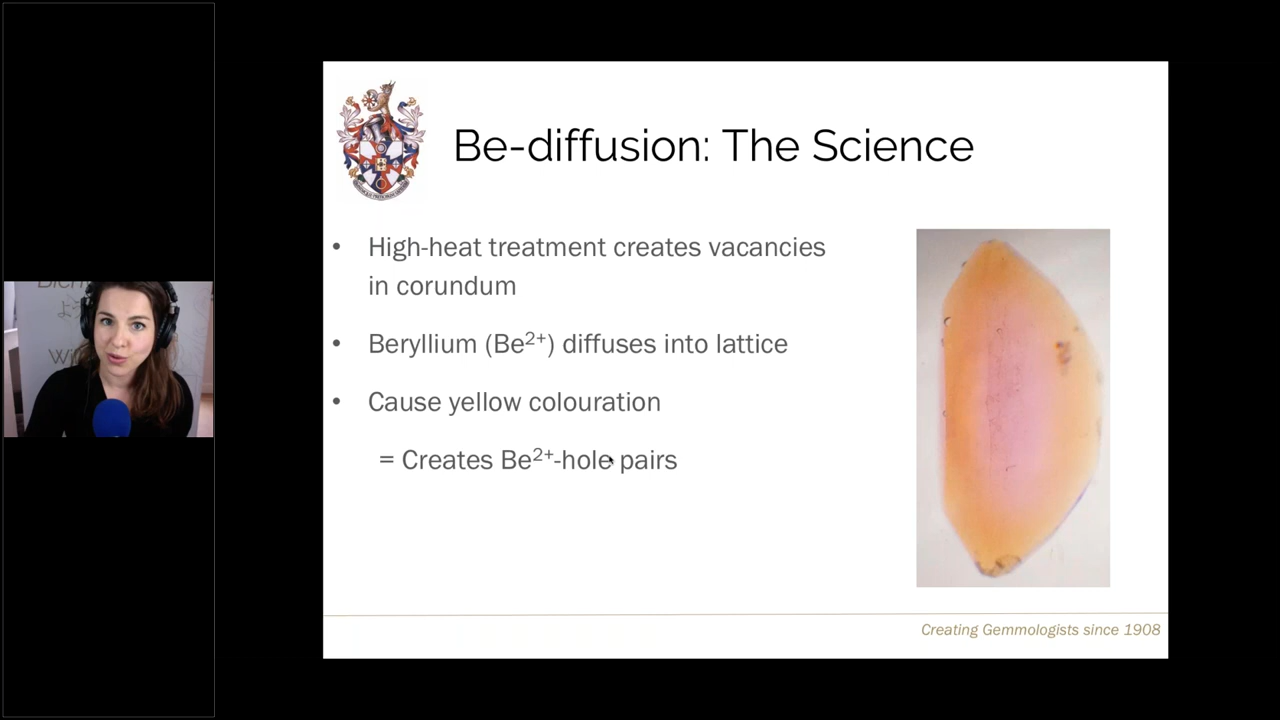 Be-diffusion: The Science
• High-heat treatment creates vacancies
in corundum
• Beryllium (Be²⁺) diffuses into lattice
• Cause yellow colouration
= Creates Be²⁺-hole pairs
Creating Gemmologists since 1908